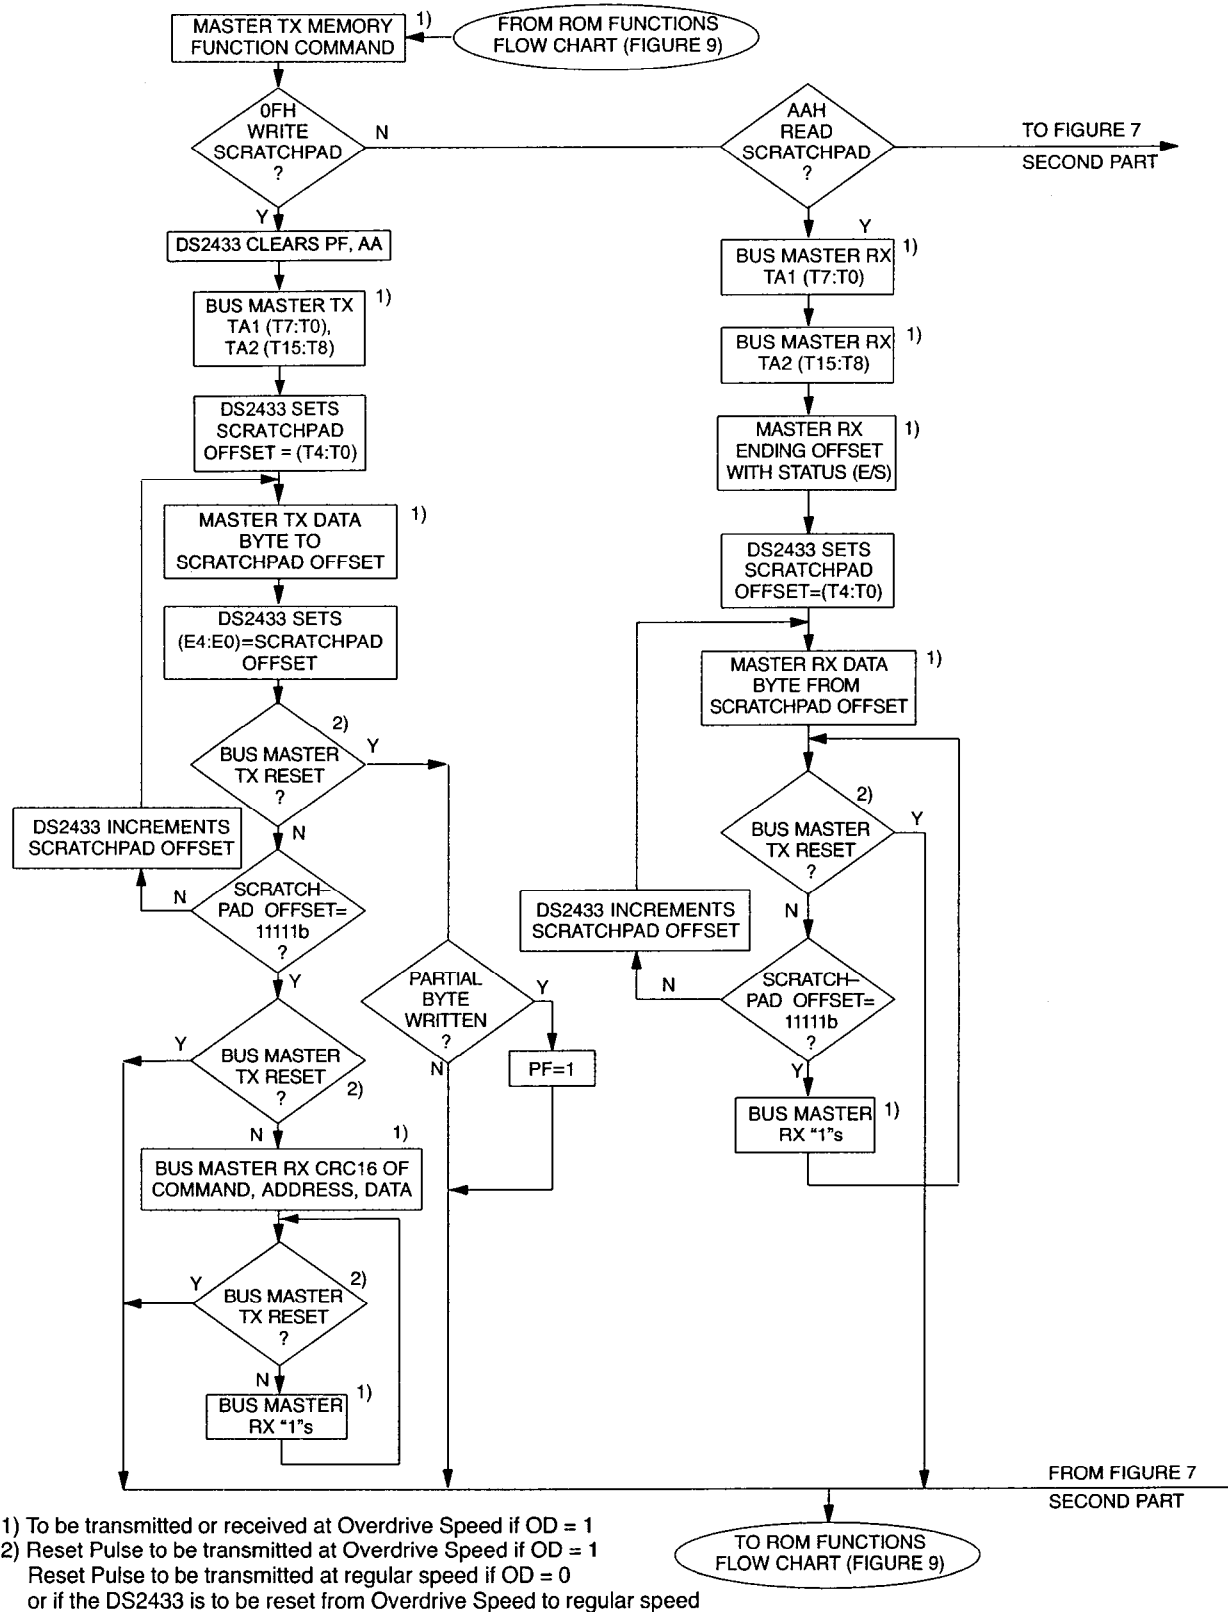 MASTER TX MEMORY
FUNCTION COMMAND
1)
FROM ROM FUNCTIONS
FLOW CHART (FIGURE 9)
0FH
WRITE
SCRATCHPAD
?
N
Y
AAH
READ
SCRATCHPAD
?
TO FIGURE 7
SECOND PART
Y
DS2433 CLEARS PF, AA
BUS MASTER TX
TA1 (T7:T0),
TA2 (T15:T8)
1)
DS2433 SETS
SCRATCHPAD
OFFSET = (T4:T0)
MASTER TX DATA
BYTE TO
SCRATCHPAD OFFSET
1)
DS2433 SETS
(E4:E0)=SCRATCHPAD
OFFSET
BUS MASTER
TX RESET
?
2)
Y
N
DS2433 INCREMENTS
SCRATCHPAD OFFSET
SCRATCH–
PAD OFFSET=
11111b
?
N
Y
BUS MASTER
TX RESET
?
2)
Y
N
PARTIAL
BYTE
WRITTEN
?
Y
N
PF=1
BUS MASTER RX CRC16 OF
COMMAND, ADDRESS, DATA
1)
BUS MASTER
TX RESET
?
2)
Y
N
BUS MASTER
RX “1”s
1)
BUS MASTER RX
TA1 (T7:T0)
1)
BUS MASTER RX
TA2 (T15:T8)
1)
MASTER RX
ENDING OFFSET
WITH STATUS (E/S)
1)
DS2433 SETS
SCRATCHPAD
OFFSET=(T4:T0)
MASTER RX DATA
BYTE FROM
SCRATCHPAD OFFSET
1)
BUS MASTER
TX RESET
?
2)
Y
N
DS2433 INCREMENTS
SCRATCHPAD OFFSET
SCRATCH–
PAD OFFSET=
11111b
?
N
Y
BUS MASTER
RX “1”s
1)
FROM FIGURE 7
SECOND PART
TO ROM FUNCTIONS
FLOW CHART (FIGURE 9)
1) To be transmitted or received at Overdrive Speed if OD = 1
2) Reset Pulse to be transmitted at Overdrive Speed if OD = 1
Reset Pulse to be transmitted at regular speed if OD = 0
or if the DS2433 is to be reset from Overdrive Speed to regular speed